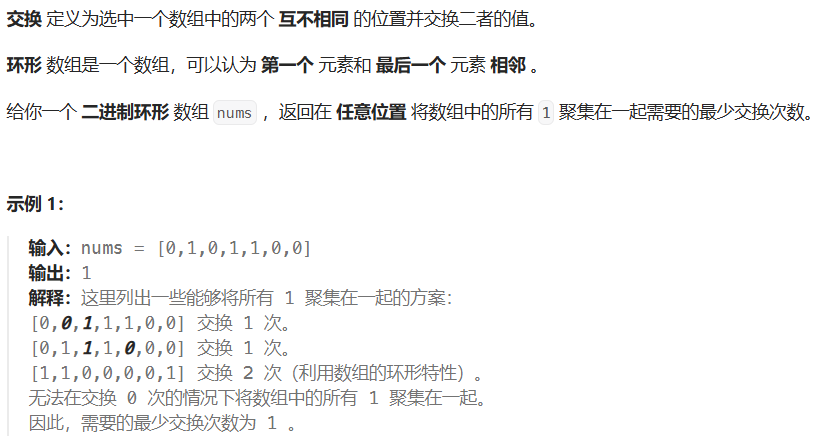 交换 定义为选中一个数组中的两个 互不相同 的位置并交换二者的值。
环形 数组是一个数组，可以认为 第一个 元素和 最后一个 元素 相邻 。
给你一个 二进制环形 数组 nums ，返回在 任意位置 将数组中的所有 1 聚集在一起需要的最少交换次数。
示例 1：
输入：nums = [0,1,0,1,1,0,0]
输出：1
解释：这里列出一些能够将所有 1 聚集在一起的方案：
[0,0,1,1,1,0,0] 交换 1 次。
[0,1,1,1,0,0,0] 交换 1 次。
[1,1,0,0,0,0,1] 交换 2 次（利用数组的环形特性）。
无法在交换 0 次的情况下将数组中的所有 1 聚集在一起。
因此，需要的最少交换次数为 1 。